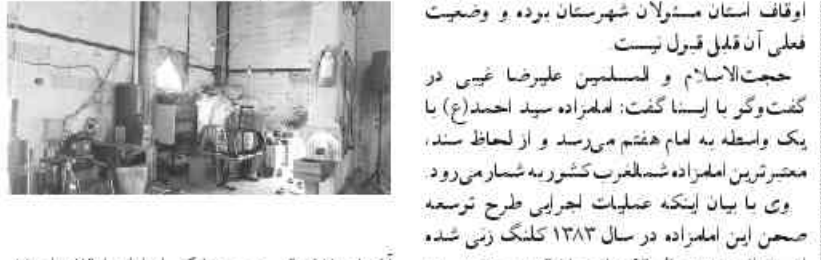 اوقاف استان مسئولان شهرستان برده و وضعیت
فعلی آن قابل قبول نیست
حجت‌الاسلام و المسلمین علیرضا غیبی در
گفت‌وگو با ایسنا گفت: امامزاده سید احمد(ع) با
یک واسطه به امام هفتم می‌رسد و از لحاظ سند،
معتبرترین امامزاده شمالغرب کشور به شمار می‌رود.
وی با بیان اینکه عملیات اجرایی طرح توسعه
صحن این امامزاده در سال ۱۳۸۳ کلنگ زنی شده